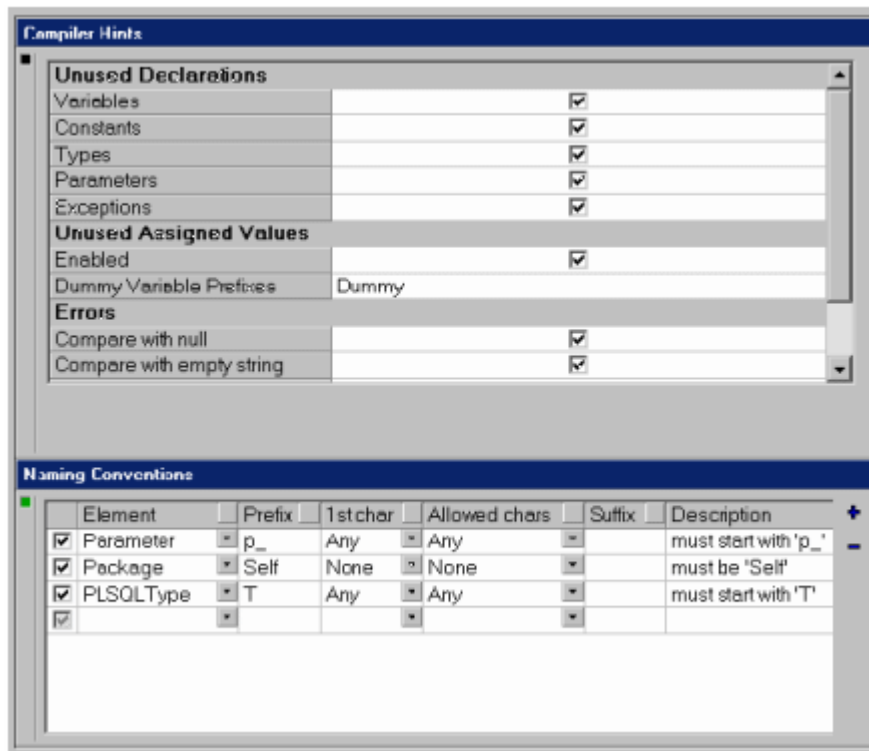 Compiler Hints
Unused Declarations
Variables
Constants
Types
Parameters
Exceptions
Unused Assigned Values
Enabled
Dummy Variable Prefixes Dummy
Errors
Compare with null
Compare with empty string
Naming Conventions
Element Prefix 1st char Allowed chars Suffix Description
Parameter p_ Any Any must start with 'p_'
Package Self None None must be 'Self'
PLSQLType T Any Any must start with 'T'